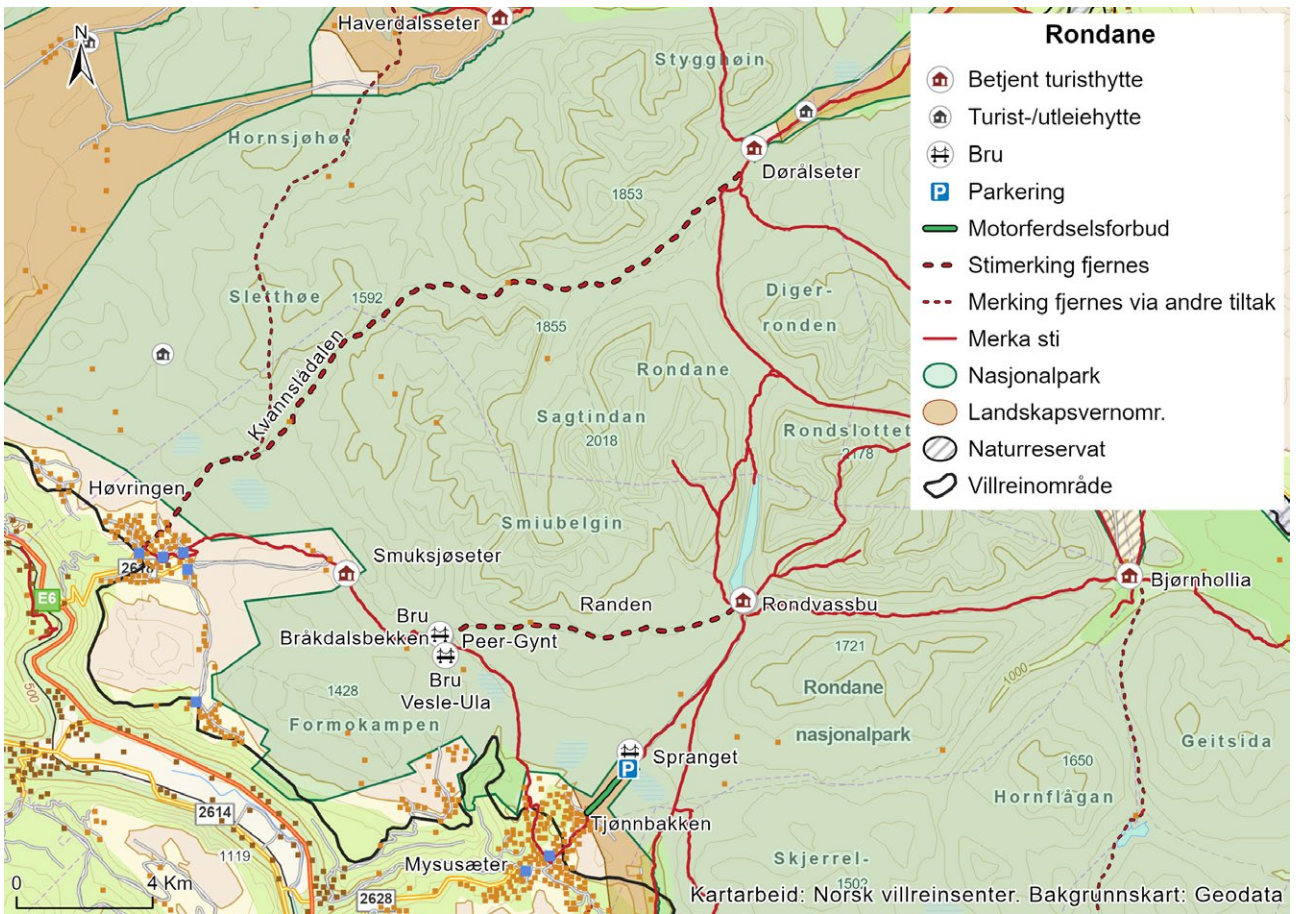 Haverdalsseter
N
Stygghøin
Hornsjøhøe
Dørålseter
1853
Sletthøe
1592
1855
Diger-
ronden
Kvannslådalen
Rondane
Sagtindan
2018
Rondslottet
2178
Høvringen
Smiubelgin
2618
Smuksjøseter
E6
Bjørnhollia
Randen
Rondvassbu
Bru
Bråkdalsbekken
Peer-Gynt
Bru
Vesle-Ula
1721
1000
500
1428
Formokampen
Rondane
nasjonalpark
Spranget
P
Geitsida
1650
Hornflågan
2614
Tjønnbakken
1119
Mysusæter
Skjerrel-
1502
0
4 Km
2628
Rondane
Betjent turisthytte
Turist-/utleiehytte
Bru
P Parkering
Motorferdselsforbud
Stimerking fjernes
Merking fjernes via andre tiltak
Merka sti
Nasjonalpark
Landskapsvernomr.
Naturreservat
Villreinområde
Kartarbeid: Norsk villreinsenter. Bakgrunnskart: Geodata